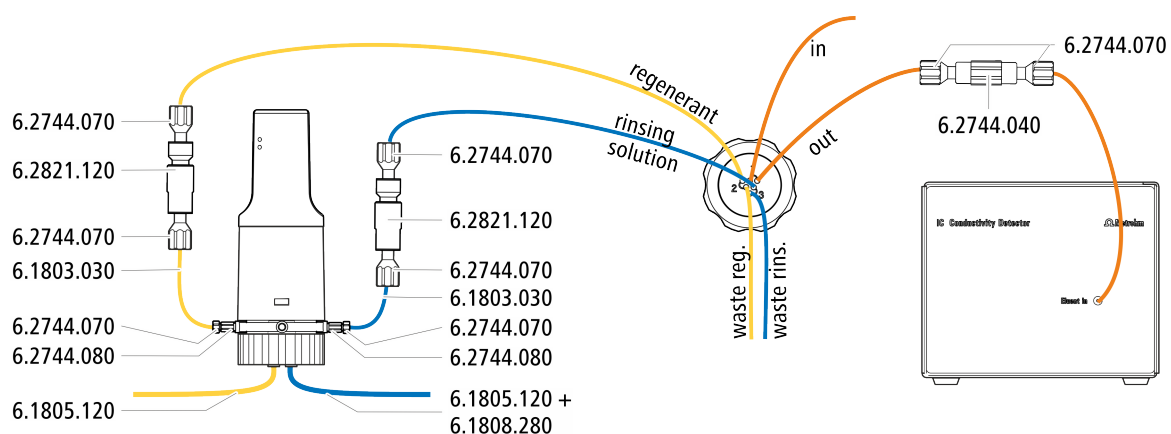 6.2744.070
6.2821.120
6.2744.070
6.1803.030
6.2744.070
6.2744.080
6.1805.120
6.2744.070
6.2821.120
6.2744.070
6.1803.030
6.2744.070
6.2744.080
6.1805.120 +
6.1808.280
regenerant
rinsing
solution
in
out
1
2
3
waste reg.
waste rins.
6.2744.070
6.2744.040
IC Conductivity Detector
Metrohm
Eluent in